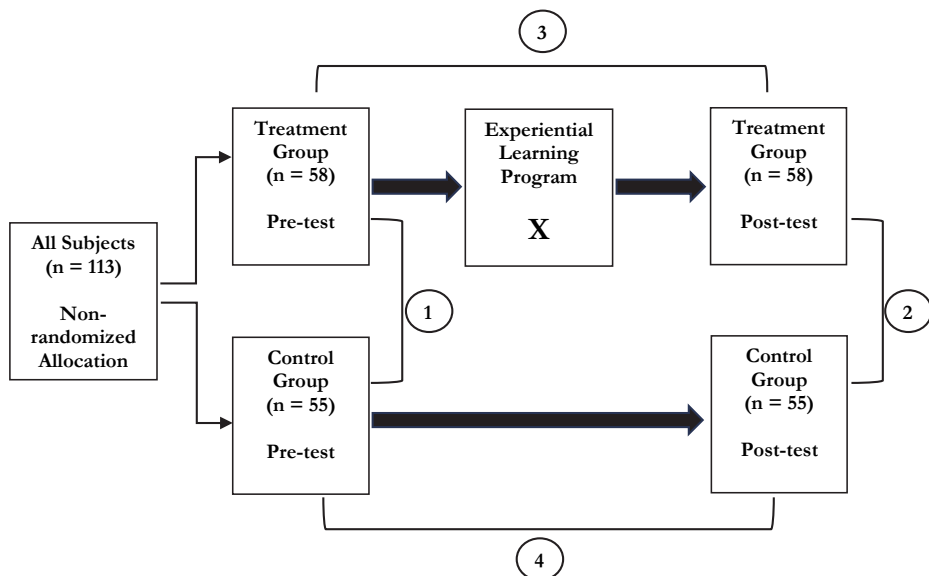 3
Treatment
Group
(n = 58)
Pre-test
Experiential
Learning
Program
X
Treatment
Group
(n = 58)
Post-test
All Subjects
(n = 113)
Non-
randomized
Allocation
1
2
Control
Group
(n = 55)
Pre-test
Control
Group
(n = 55)
Post-test
4